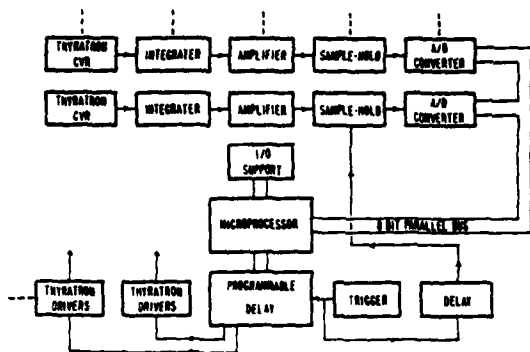 THYRATRON
CVR
INTEGRATER
AMPLIFIER
SAMPLE-HOLD
A/D
CONVERTER
THYRATRON
CVR
INTEGRATER
AMPLIFIER
SAMPLE-HOLD
A/D
CONVERTER
I/O
SUPPORT
MICROPROCESSOR
8 BIT PARALLEL BUS
THYRATRON
DRIVERS
THYRATRON
DRIVERS
PROGRAMMABLE
DELAY
TRIGGER
DELAY